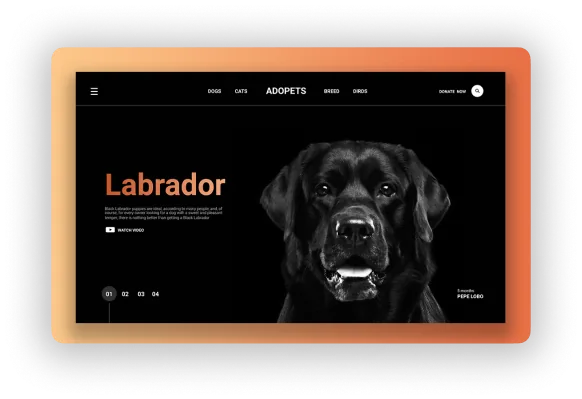 DOGS CATS ADOPETS BREED DIRDS DONATE NOW
Labrador
Black Labrador puppies are ideal, according to many people, and, of
course, for every owner looking for a dog with a sweet and pleasant
temper, there is nothing better than getting a Black Labrador
WATCH VIDEO
01 02 03 04
5 months
PEPE LOBO